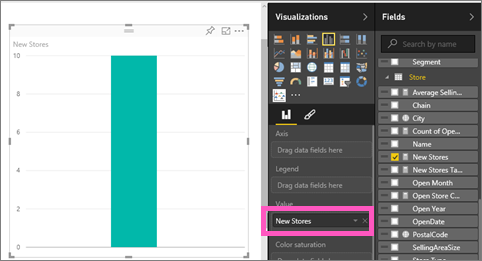 New Stores
10
8
6
4
2
0
Visualizations
Axis
Drag data fields here
Legend
Drag data fields here
Value
New Stores
Color saturation
Fields
Search by name
Segment
Store
Average Selling...
Chain
City
Count of Ope...
Name
New Stores
New Stores Ta...
Open Month
Open Store C...
Open Year
OpenDate
PostalCode
SellingAreaSize